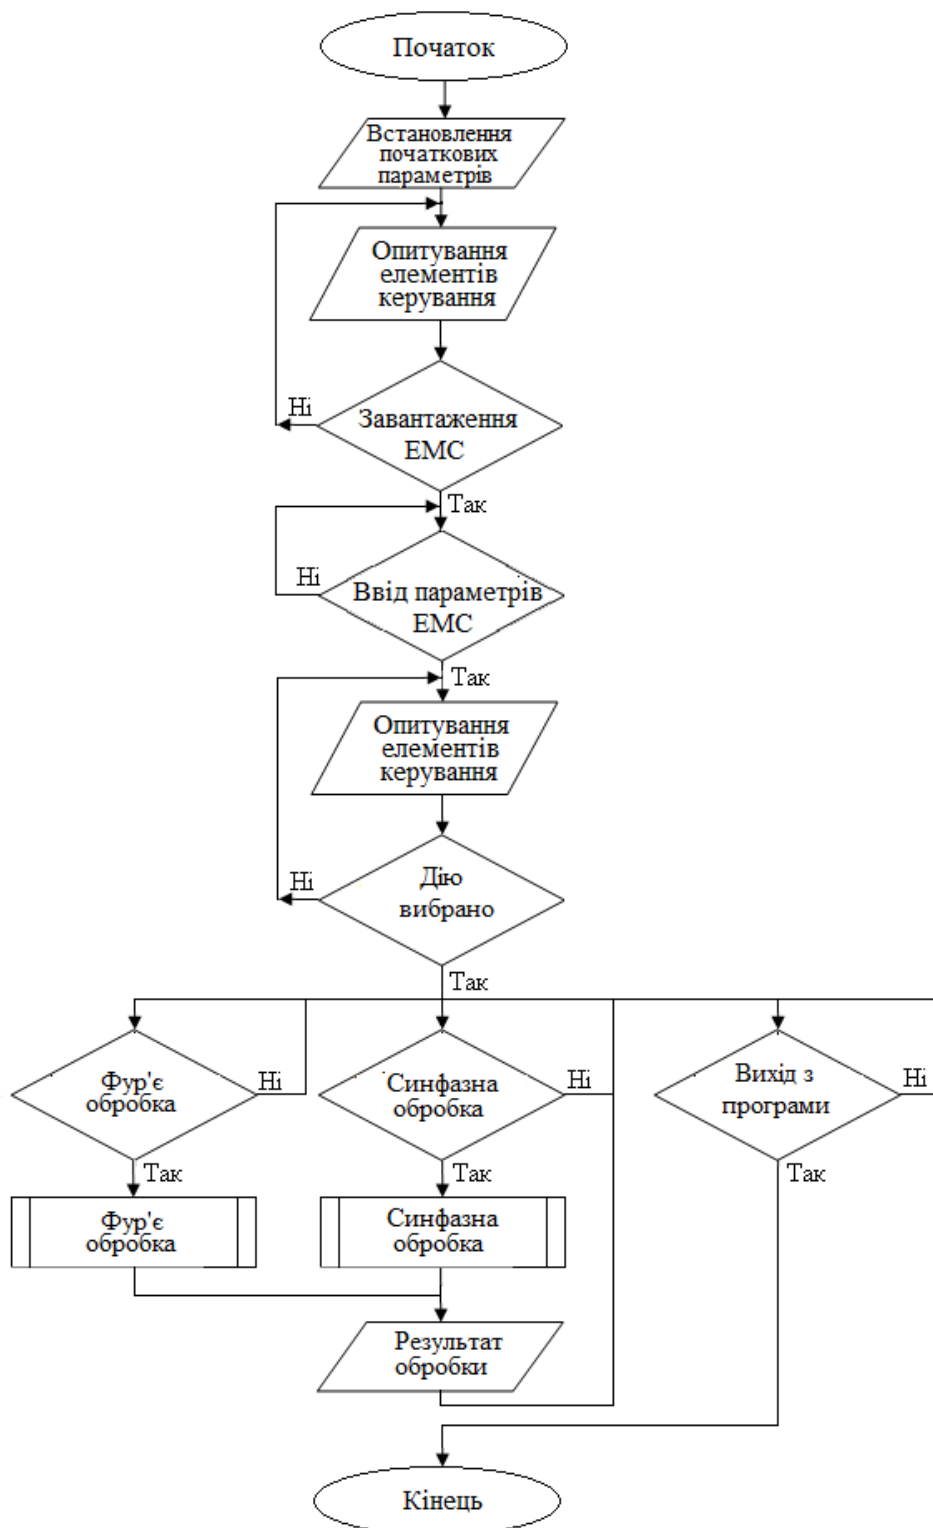 Початок
Встановлення
початкових
параметрів
Опитування
елементів
керування
Ні
Завантаження
ЕМС
Так
Ні
Ввід параметрів
ЕМС
Так
Опитування
елементів
керування
Ні
Дію
вибрано
Так
Фур'є
обробка
Ні
Синфазна
обробка
Ні
Вихід з
програми
Ні
Так
Так
Так
Фур'є
обробка
Синфазна
обробка
Результат
обробки
Кінець